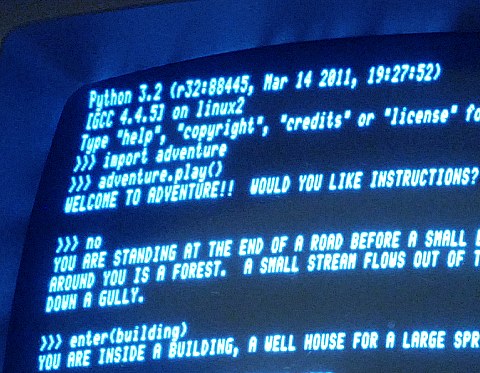 Python 3.2 (r32:88445, Mar 14 2011, 19:27:52)
[GCC 4.4.5] on linux2
Type "help", "copyright", "credits" or "license" fo
>>> import adventure
>>> adventure.play()
WELCOME TO ADVENTURE!!  WOULD YOU LIKE INSTRUCTIONS?
>>> no
YOU ARE STANDING AT THE END OF A ROAD BEFORE A SMALL
AROUND YOU IS A FOREST.  A SMALL STREAM FLOWS OUT OF
DOWN A GULLY.
>>> enter(building)
YOU ARE INSIDE A BUILDING, A WELL HOUSE FOR A LARGE SPR